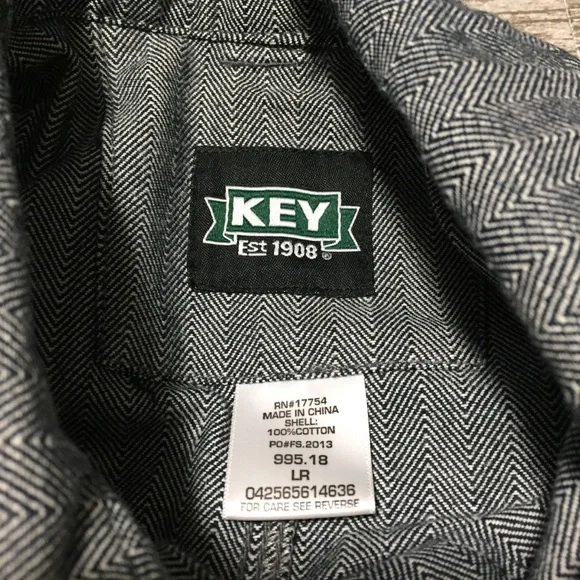 KEY
Est 1908 ®
RN#17754
MADE IN CHINA
SHELL:
100%COTTON
PO#FS.2013
995.18
LR
042565614636
FOR CARE SEE REVERSE